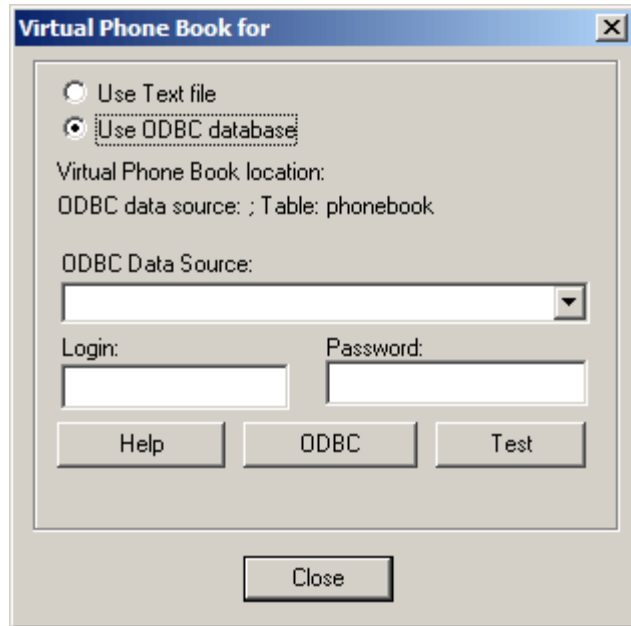 Virtual Phone Book for
Use Text file
Use ODBC database
Virtual Phone Book location:
ODBC data source: ; Table: phonebook
ODBC Data Source:
Login: Password:
Help ODBC Test
Close